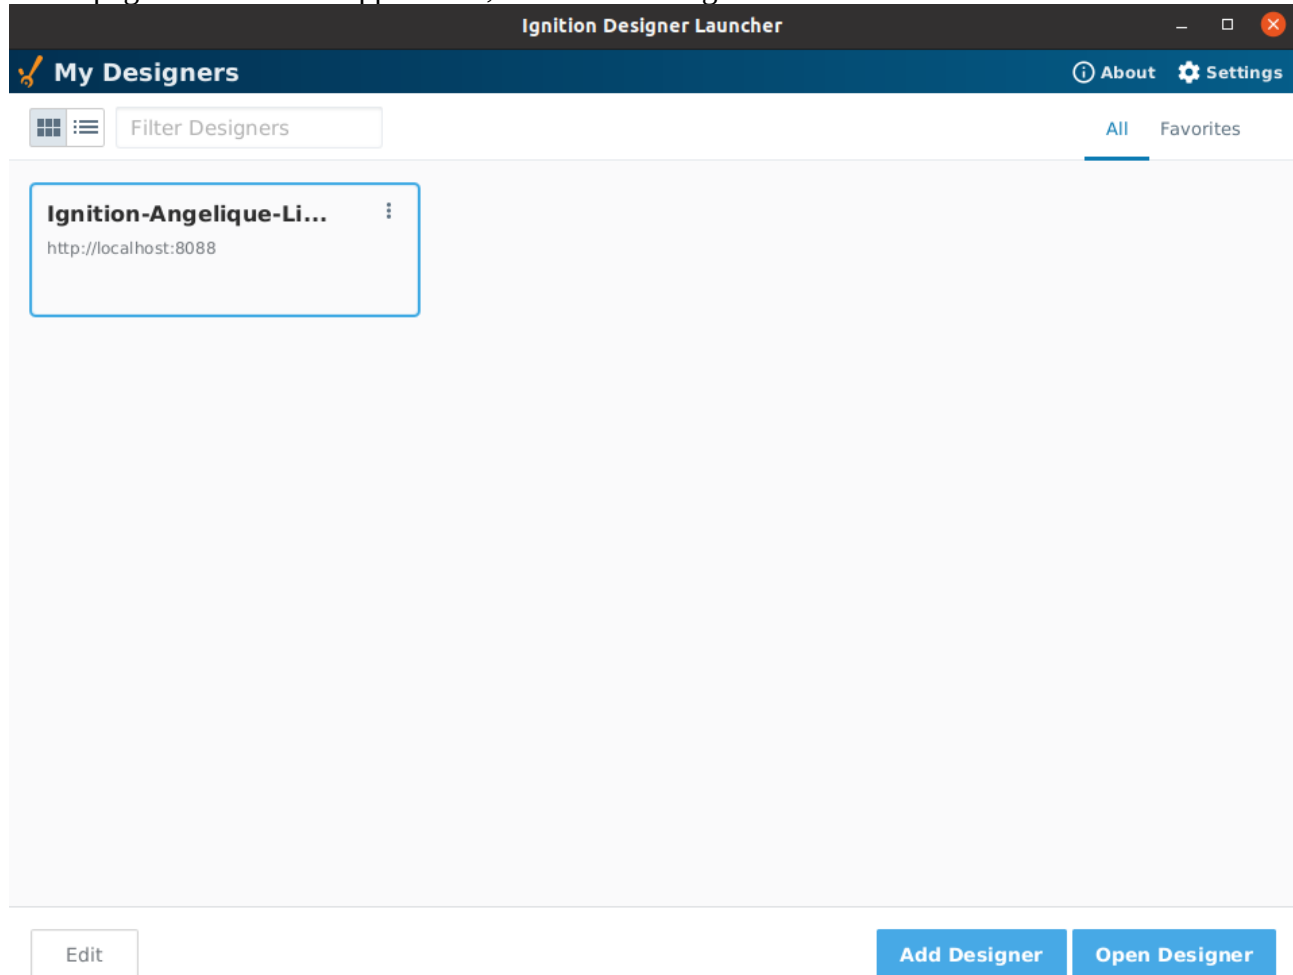 Ignition Designer Launcher
My Designers
About Settings
Filter Designers
All Favorites
Ignition-Angelique-Li...
http://localhost:8088
Edit
Add Designer Open Designer